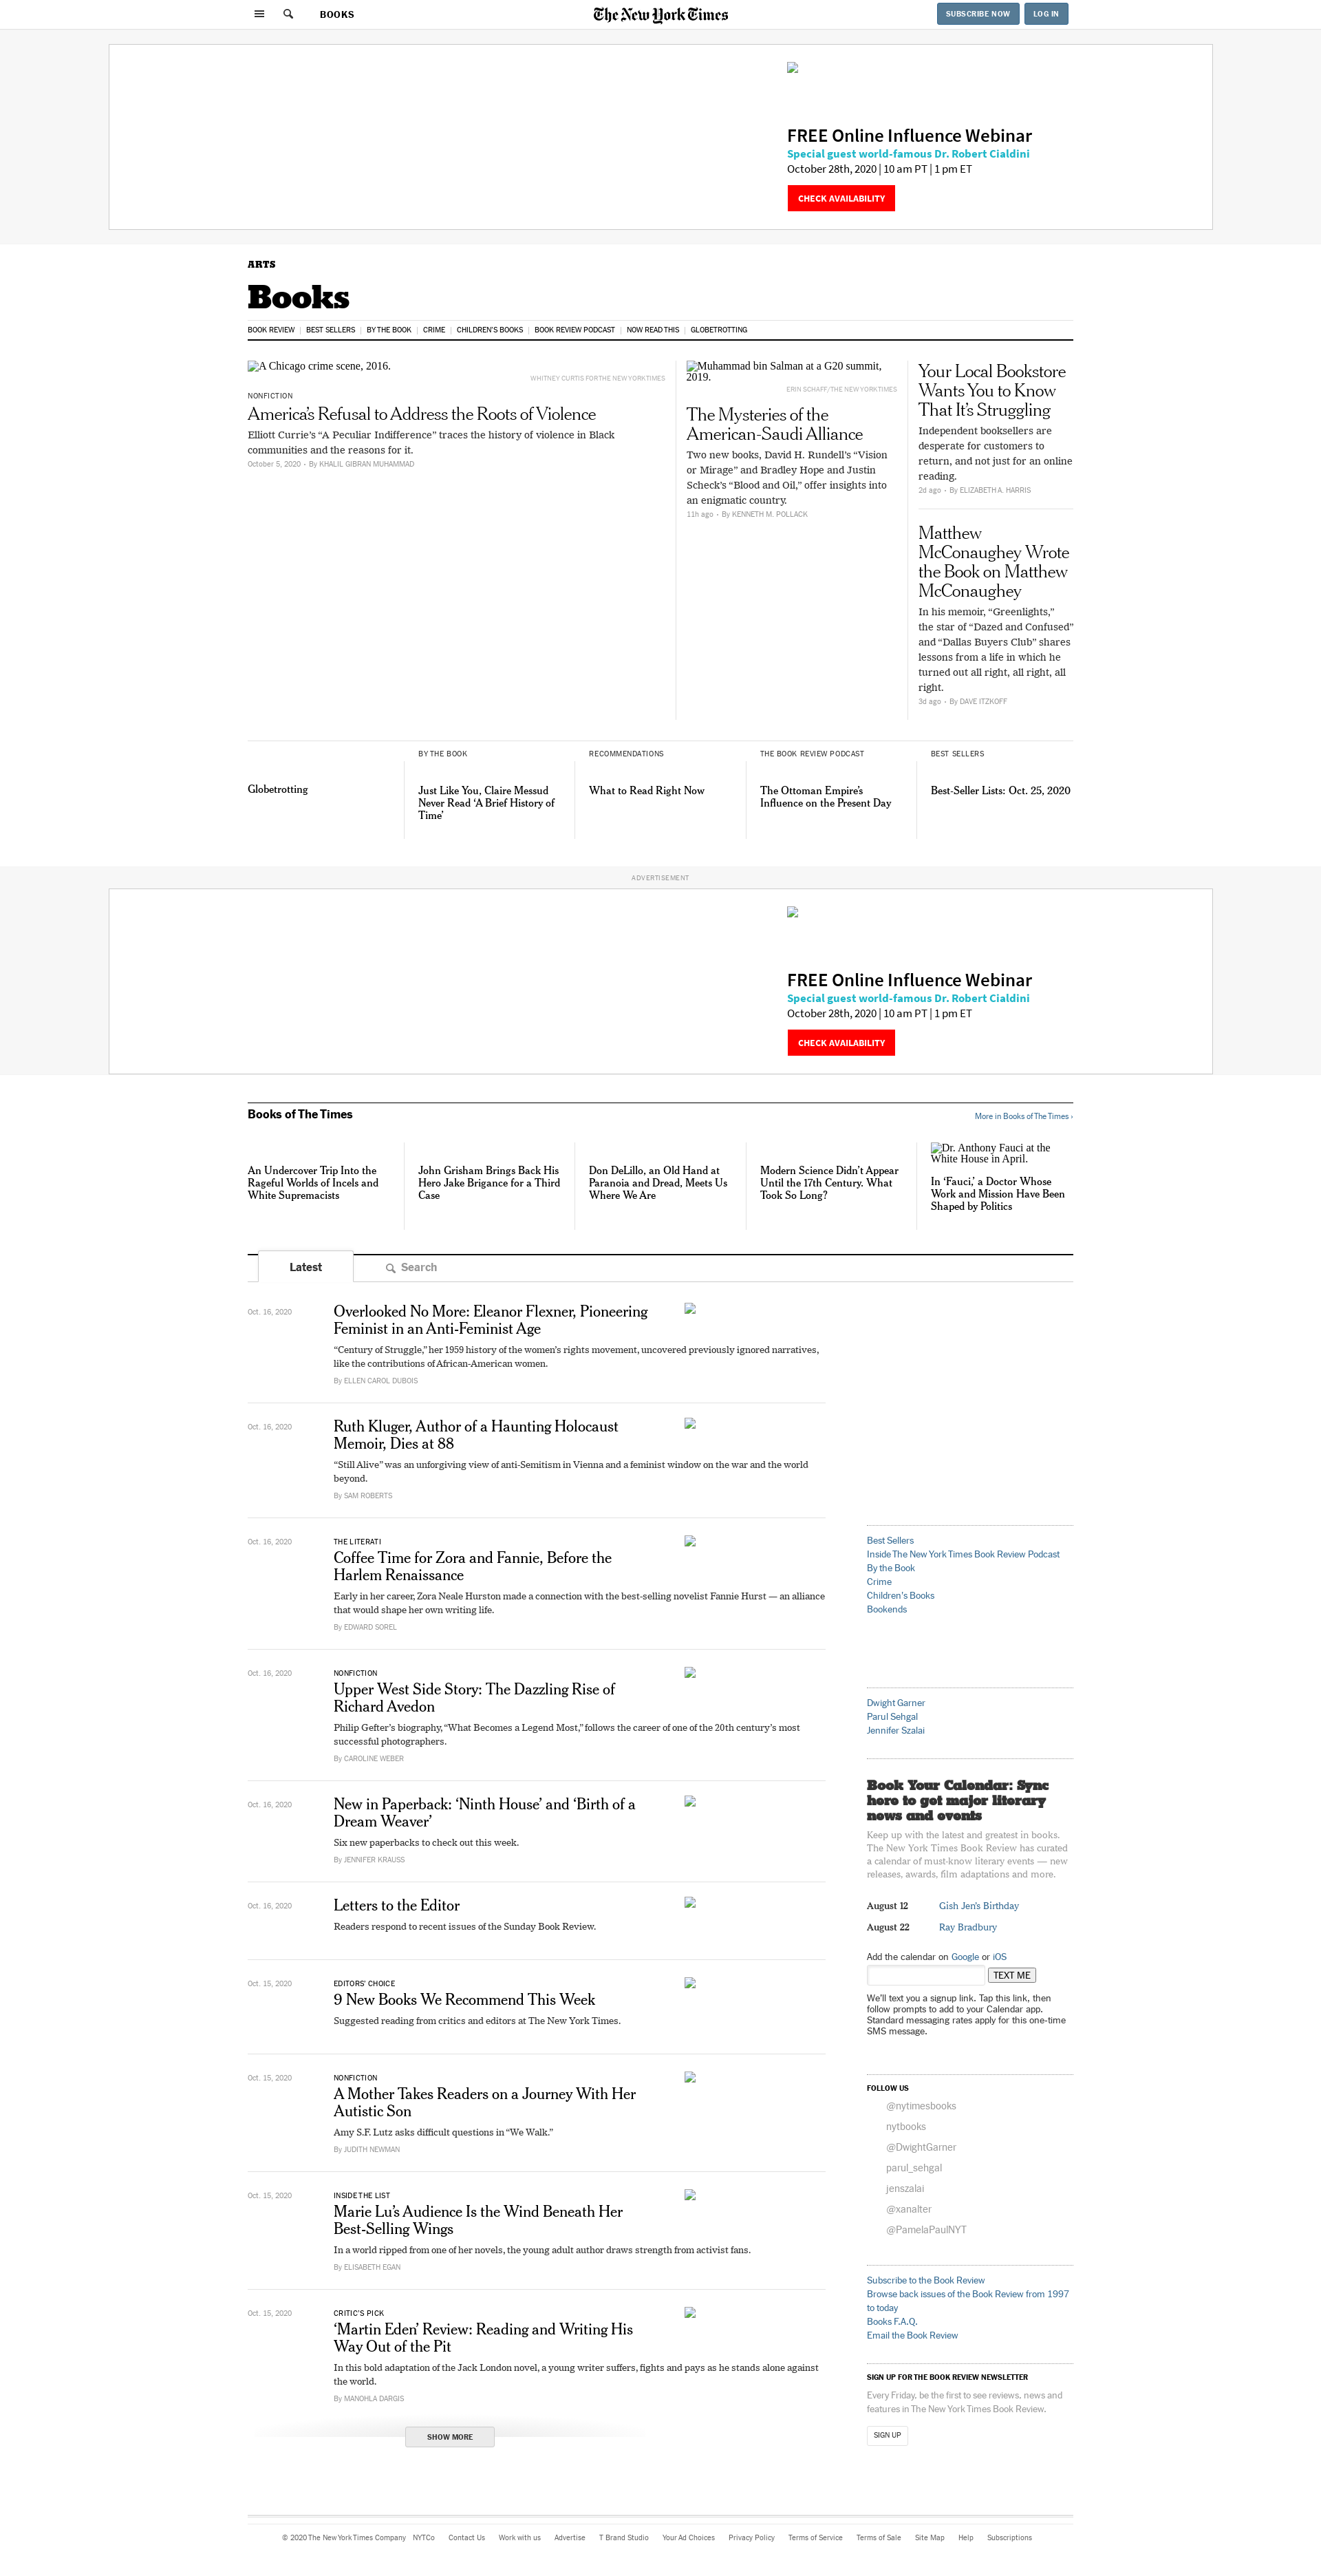 BOOKS
The New York Times
SUBSCRIBE NOW
LOG IN
FREE Online Influence Webinar
Special guest world-famous Dr. Robert Cialdini
October 28th, 2020 | 10 am PT | 1 pm ET
CHECK AVAILABILITY
ARTS
Books
BOOK REVIEW | BEST SELLERS | BY THE BOOK | CRIME | CHILDREN'S BOOKS | BOOK REVIEW PODCAST | NOW READ THIS | GLOBETROTTING
A Chicago crime scene, 2016.
WHITNEY CURTIS FOR THE NEW YORK TIMES
NONFICTION
America's Refusal to Address the Roots of Violence
Elliott Currie's “A Peculiar Indifference” traces the history of violence in Black
communities and the reasons for it.
October 5, 2020 - By KHALIL GIBRAN MUHAMMAD
Muhammad bin Salman at a G20 summit,
2019.
ERIN SCHAFF/THE NEW YORK TIMES
The Mysteries of the
American-Saudi Alliance
Two new books, David H. Rundell's “Vision
or Mirage” and Bradley Hope and Justin
Scheck's “Blood and Oil,” offer insights into
an enigmatic country.
11h ago - By KENNETH M. POLLACK
Your Local Bookstore
Wants You to Know
That It's Struggling
Independent booksellers are
desperate for customers to
return, and not just for an online
reading.
2d ago - By ELIZABETH A. HARRIS
Matthew
McConaughey Wrote
the Book on Matthew
McConaughey
In his memoir, “Greenlights,”
the star of “Dazed and Confused”
and “Dallas Buyers Club” shares
lessons from a life in which he
turned out all right, all right, all
right.
3d ago - By DAVE ITZKOFF
Globetrotting
BY THE BOOK
Just Like You, Claire Messud
Never Read ‘A Brief History of
Time’
RECOMMENDATIONS
What to Read Right Now
THE BOOK REVIEW PODCAST
The Ottoman Empire's
Influence on the Present Day
BEST SELLERS
Best-Seller Lists: Oct. 25, 2020
ADVERTISEMENT
FREE Online Influence Webinar
Special guest world-famous Dr. Robert Cialdini
October 28th, 2020 | 10 am PT | 1 pm ET
CHECK AVAILABILITY
Books of The Times
More in Books of The Times ›
An Undercover Trip Into the
Rageful Worlds of Incels and
White Supremacists
John Grisham Brings Back His
Hero Jake Brigance for a Third
Case
Don DeLillo, an Old Hand at
Paranoia and Dread, Meets Us
Where We Are
Modern Science Didn't Appear
Until the 17th Century. What
Took So Long?
Dr. Anthony Fauci at the
White House in April.
In ‘Fauci,’ a Doctor Whose
Work and Mission Have Been
Shaped by Politics
Latest
Search
Oct. 16, 2020
Overlooked No More: Eleanor Flexner, Pioneering
Feminist in an Anti-Feminist Age
“Century of Struggle,” her 1959 history of the women's rights movement, uncovered previously ignored narratives,
like the contributions of African-American women.
By ELLEN CAROL DUBOIS
Oct. 16, 2020
Ruth Kluger, Author of a Haunting Holocaust
Memoir, Dies at 88
“Still Alive” was an unforgiving view of anti-Semitism in Vienna and a feminist window on the war and the world
beyond.
By SAM ROBERTS
Oct. 16, 2020
THE LITERATI
Coffee Time for Zora and Fannie, Before the
Harlem Renaissance
Early in her career, Zora Neale Hurston made a connection with the best-selling novelist Fannie Hurst — an alliance
that would shape her own writing life.
By EDWARD SOREL
Oct. 16, 2020
NONFICTION
Upper West Side Story: The Dazzling Rise of
Richard Avedon
Philip Gefter's biography, “What Becomes a Legend Most,” follows the career of one of the 20th century's most
successful photographers.
By CAROLINE WEBER
Oct. 16, 2020
New in Paperback: ‘Ninth House’ and ‘Birth of a
Dream Weaver’
Six new paperbacks to check out this week.
By JENNIFER KRAUSS
Oct. 16, 2020
Letters to the Editor
Readers respond to recent issues of the Sunday Book Review.
Oct. 15, 2020
EDITORS' CHOICE
9 New Books We Recommend This Week
Suggested reading from critics and editors at The New York Times.
Oct. 15, 2020
NONFICTION
A Mother Takes Readers on a Journey With Her
Autistic Son
Amy S.F. Lutz asks difficult questions in “We Walk.”
By JUDITH NEWMAN
Oct. 15, 2020
INSIDE THE LIST
Marie Lu's Audience Is the Wind Beneath Her
Best-Selling Wings
In a world ripped from one of her novels, the young adult author draws strength from activist fans.
By ELISABETH EGAN
Oct. 15, 2020
CRITIC'S PICK
‘Martin Eden’ Review: Reading and Writing His
Way Out of the Pit
In this bold adaptation of the Jack London novel, a young writer suffers, fights and pays as he stands alone against
the world.
By MANOHLA DARGIS
SHOW MORE
Best Sellers
Inside The New York Times Book Review Podcast
By the Book
Crime
Children's Books
Bookends
Dwight Garner
Parul Sehgal
Jennifer Szalai
Book Your Calendar: Sync
here to get major literary
news and events
Keep up with the latest and greatest in books.
The New York Times Book Review has curated
a calendar of must-know literary events — new
releases, awards, film adaptations and more.
August 12 Gish Jen's Birthday
August 22 Ray Bradbury
Add the calendar on Google or iOS
TEXT ME
We'll text you a signup link. Tap this link, then
follow prompts to add to your Calendar app.
Standard messaging rates apply for this one-time
SMS message.
FOLLOW US
@nytimesbooks
nytbooks
@DwightGarner
parul_sehgal
jenszalai
@xanalter
@PamelaPaulNYT
Subscribe to the Book Review
Browse back issues of the Book Review from 1997
to today
Books F.A.Q.
Email the Book Review
SIGN UP FOR THE BOOK REVIEW NEWSLETTER
Every Friday, be the first to see reviews, news and
features in The New York Times Book Review.
SIGN UP
© 2020 The New York Times Company NYTCo Contact Us Work with us Advertise T Brand Studio Your Ad Choices Privacy Policy Terms of Service Terms of Sale Site Map Help Subscriptions